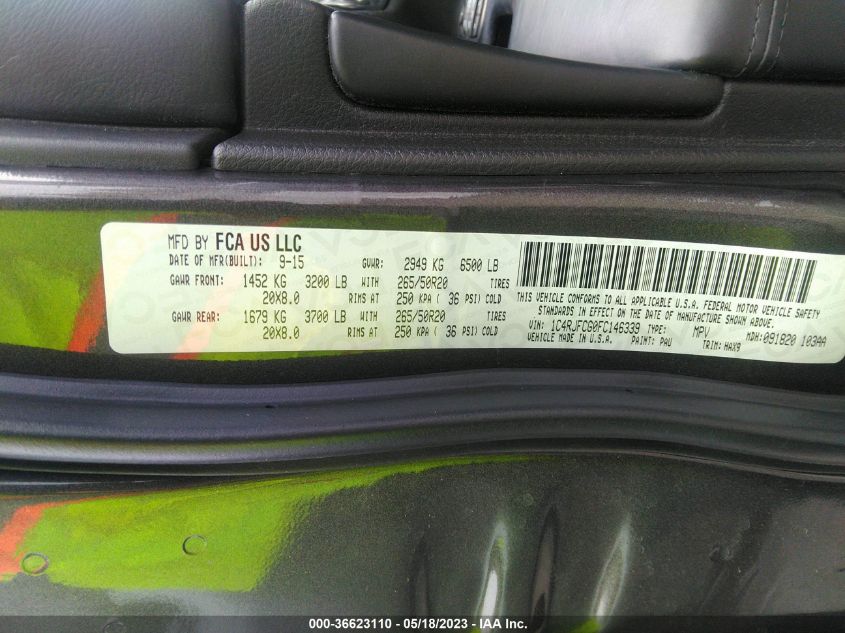 MFD BY FCA US LLC
DATE OF MFR(BUILT): 9-15 GVWR: 2949 KG 6500 LB
GAWR FRONT: 1452 KG 3200 LB WITH 265/50R20 TIRES
20X8.0 RIMS AT 250 KPA ( 36 PSI) COLD
GAWR REAR: 1679 KG 3700 LB WITH 265/50R20 TIRES
20X8.0 RIMS AT 250 KPA ( 36 PSI) COLD
THIS VEHICLE CONFORMS TO ALL APPLICABLE U.S.A. FEDERAL MOTOR VEHICLE SAFETY
STANDARDS IN EFFECT ON THE DATE OF MANUFACTURE SHOWN ABOVE.
VIN: 1C4RJFCG0FC146339 TYPE: MPV MDH:091820 103AA
VEHICLE MADE IN U.S.A. PAINT: PAU TRIM: HAX9
000-36623110 — 05/18/2023 — IAA Inc.